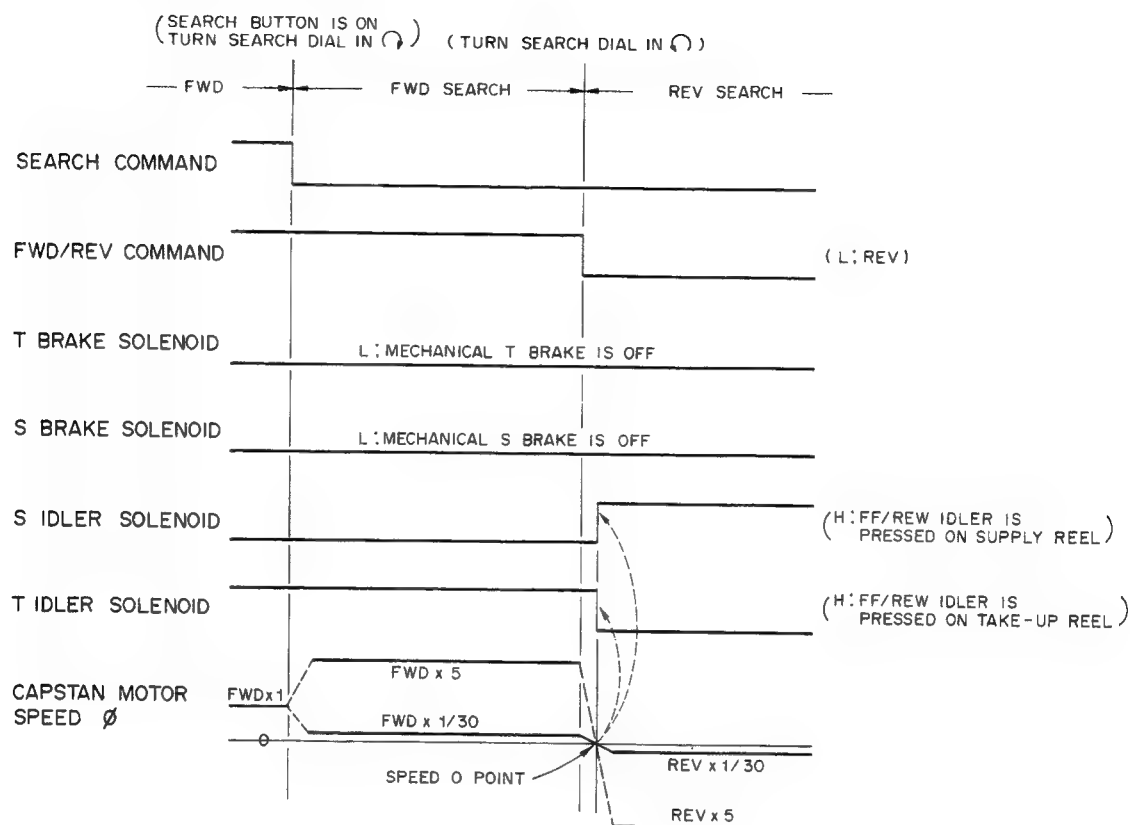 (SEARCH BUTTON IS ON
TURN SEARCH DIAL IN ↷)
(TURN SEARCH DIAL IN ↶)
FWD
FWD SEARCH
REV SEARCH
SEARCH COMMAND
FWD/REV COMMAND
(L:REV)
T BRAKE SOLENOID
L:MECHANICAL T BRAKE IS OFF
S BRAKE SOLENOID
L:MECHANICAL S BRAKE IS OFF
S IDLER SOLENOID
(H:FF/REW IDLER IS
PRESSED ON SUPPLY REEL)
T IDLER SOLENOID
(H:FF/REW IDLER IS
PRESSED ON TAKE-UP REEL)
CAPSTAN MOTOR
SPEED Ø
FWDx1
FWD x 5
FWD x 1/30
0
SPEED 0 POINT
REV x 1/30
REV x 5